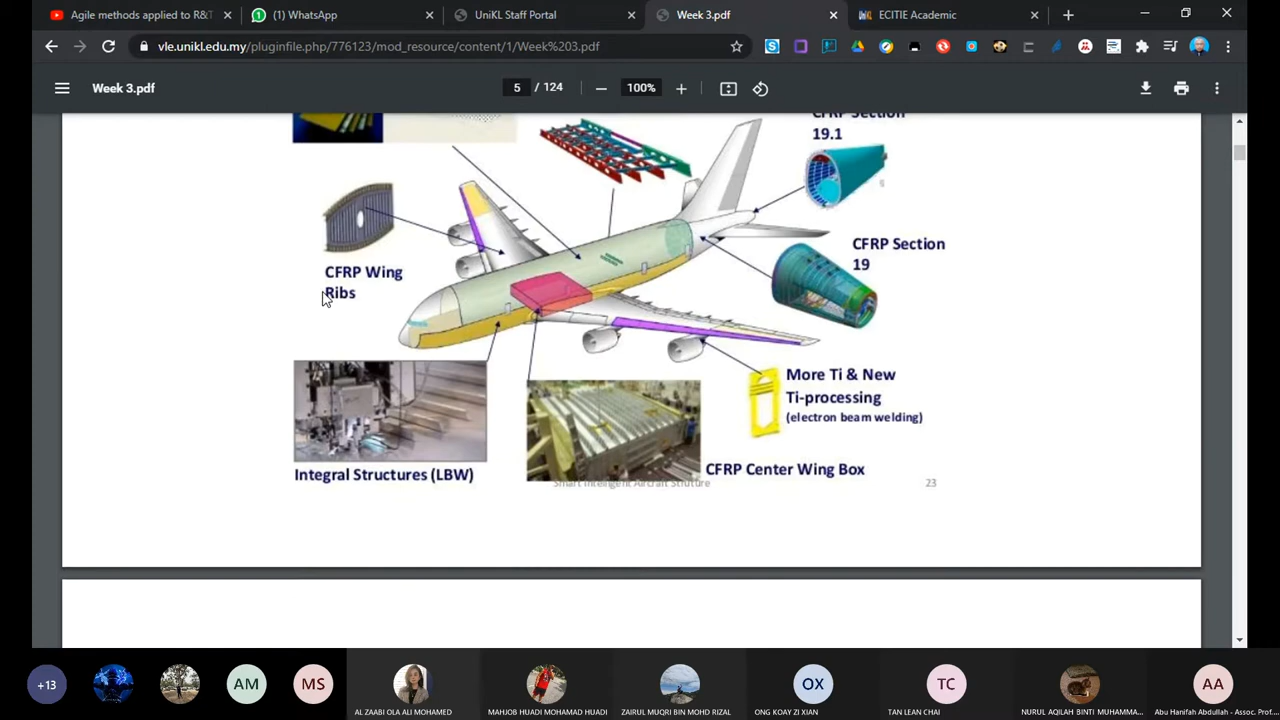 Agile methods applied to R&T
(1) WhatsApp
UniKL Staff Portal
Week 3.pdf
ECITIE Academic
vle.unikl.edu.my/pluginfile.php/776123/mod_resource/content/1/Week%203.pdf
Week 3.pdf
5 / 124
100%
CFRP Section
19.1
5
CFRP Section
19
CFRP Wing
Ribs
More Ti & New
Ti-processing
(electron beam welding)
Integral Structures (LBW)
CFRP Center Wing Box
Smart Intelligent Aircraft Struture
23
+13
AM
MS
AL ZAABI OLA ALI MOHAMED
MAHJOB HUADI MOHAMAD HUADI
ZAIRUL MUQRI BIN MOHD RIZAL
OX
ONG KOAY ZI XIAN
TC
TAN LEAN CHAI
NURUL AQILAH BINTI MUHAMMA...
AA
Abu Hanifah Abdullah - Assoc. Prof...